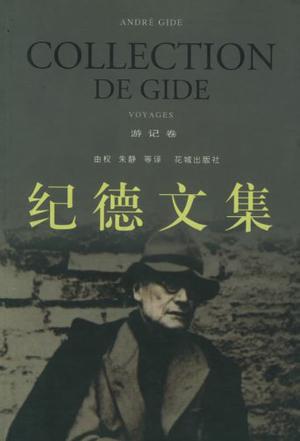 ANDRÉ GIDE
COLLECTION
DE GIDE
VOYAGES
游记卷
由权 朱静 等译 花城出版社
纪德文集